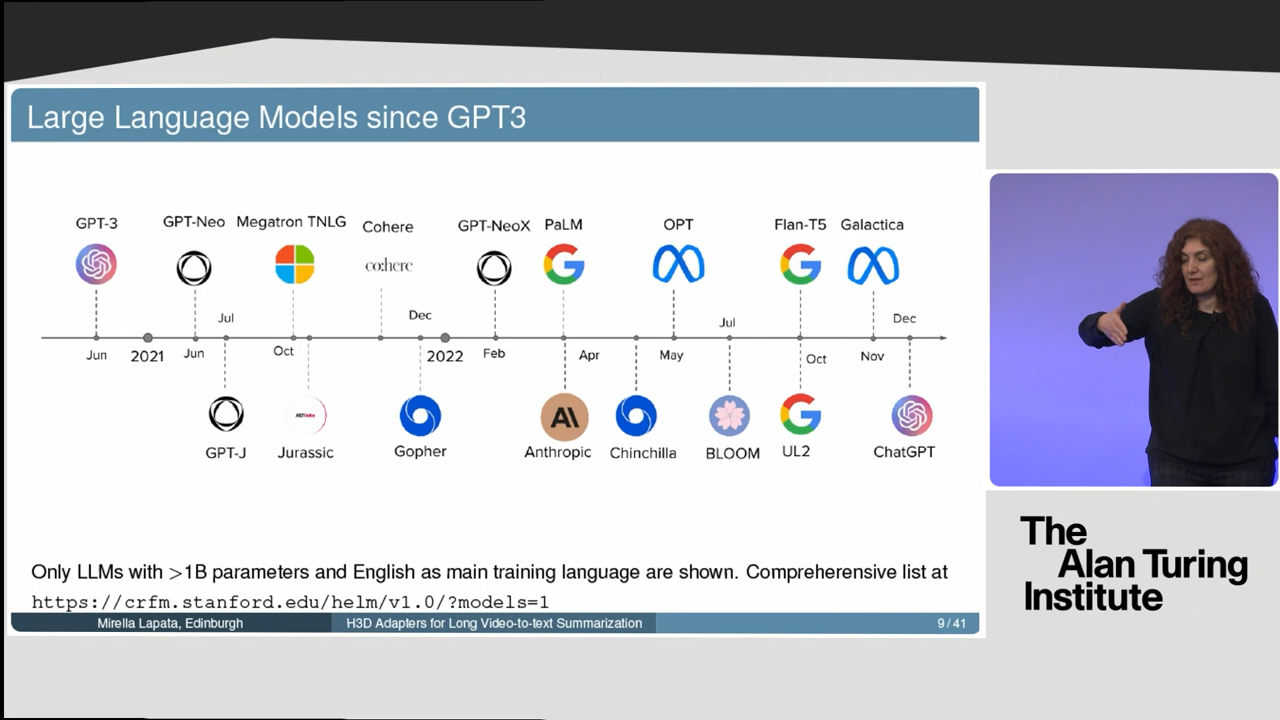 Large Language Models since GPT3
GPT-3 GPT-Neo Megatron TNLG Cohere GPT-NeoX PaLM OPT Flan-T5 Galactica
co:here
Jul Dec Jul Dec
Jun 2021 Jun Oct 2022 Feb Apr May Oct Nov
A\
GPT-J Jurassic Gopher Anthropic Chinchilla BLOOM UL2 ChatGPT
Only LLMs with >1B parameters and English as main training language are shown. Compreherensive list at
https://crfm.stanford.edu/helm/v1.0/?models=1
Mirella Lapata, Edinburgh H3D Adapters for Long Video-to-text Summarization 9/41
The
Alan Turing
Institute